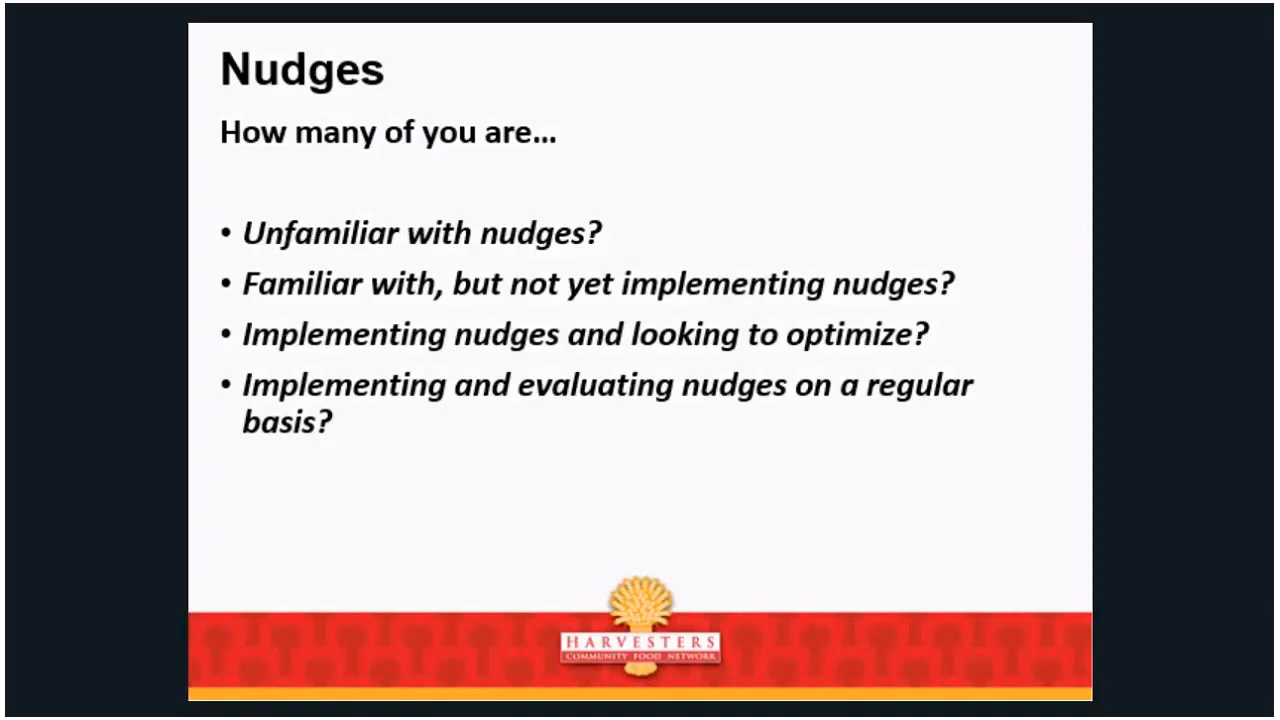 Nudges
How many of you are...
• Unfamiliar with nudges?
• Familiar with, but not yet implementing nudges?
• Implementing nudges and looking to optimize?
• Implementing and evaluating nudges on a regular
basis?
HARVESTERS
COMMUNITY FOOD NETWORK